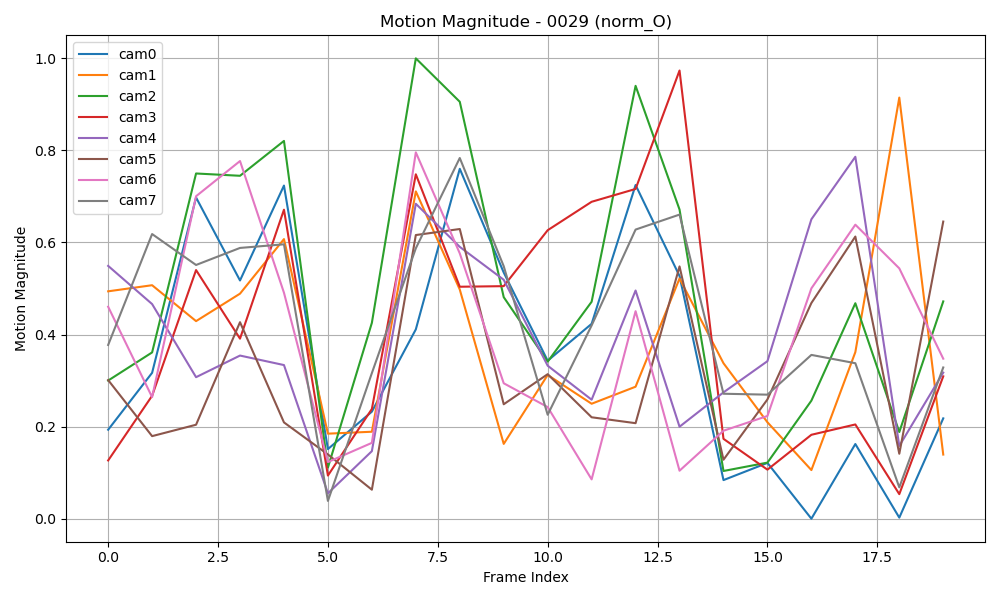 Motion Magnitude - 0029 (norm_O)
cam0
cam1
cam2
cam3
cam4
cam5
cam6
cam7
Motion Magnitude
1.0
0.8
0.6
0.4
0.2
0.0
0.0 2.5 5.0 7.5 10.0 12.5 15.0 17.5
Frame Index